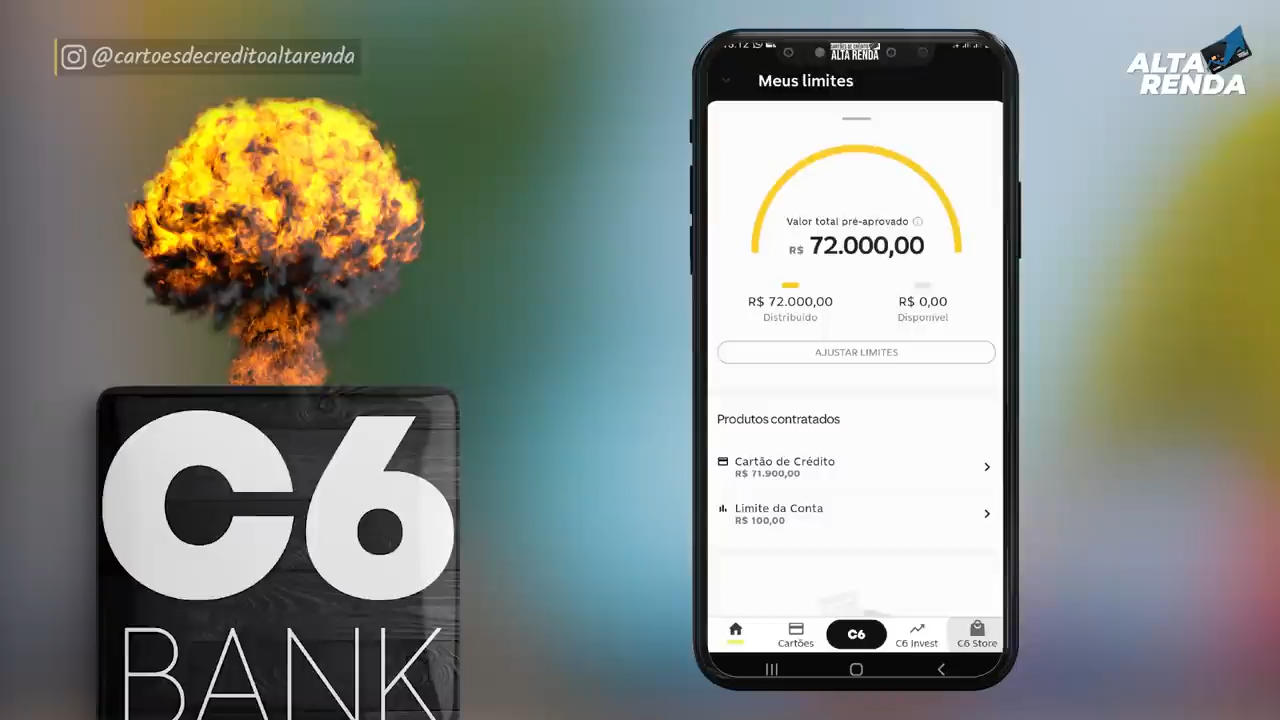 @cartoesdecreditoaltarenda
ALTA
RENDA
C6
BANK
ALTA RENDA
Meus limites
Valor total pré-aprovado
R$ 72.000,00
R$ 72.000,00
Distribuído
R$ 0,00
Disponível
AJUSTAR LIMITES
Produtos contratados
Cartão de Crédito
R$ 71.900,00
Limite da Conta
R$ 100,00
Cartões
C6
C6 Invest
C6 Store